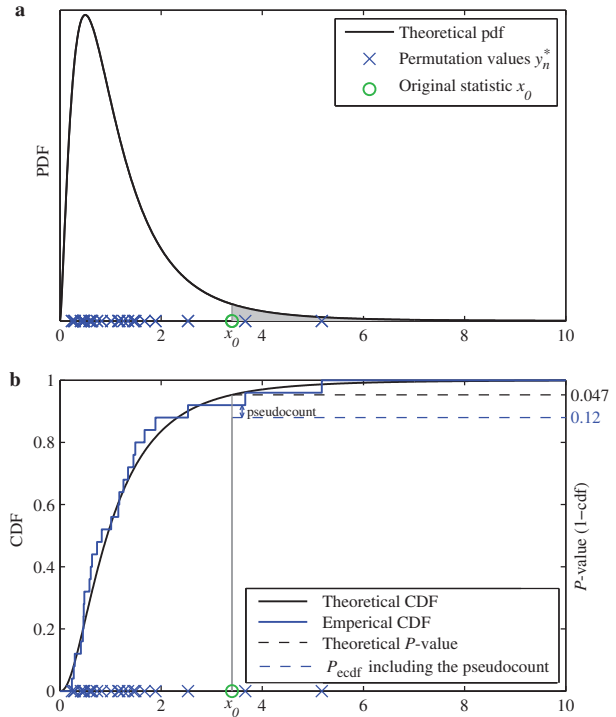 a
Theoretical pdf
Permutation values y*n
Original statistic x0
PDF
0 2 x0 4 6 8 10
b
1
0.8
0.6
0.4
0.2
0
CDF
pseudocount
0.047
0.12
P-value (1−cdf)
Theoretical CDF
Emperical CDF
Theoretical P-value
Pecdf including the pseudocount
0 2 x0 4 6 8 10